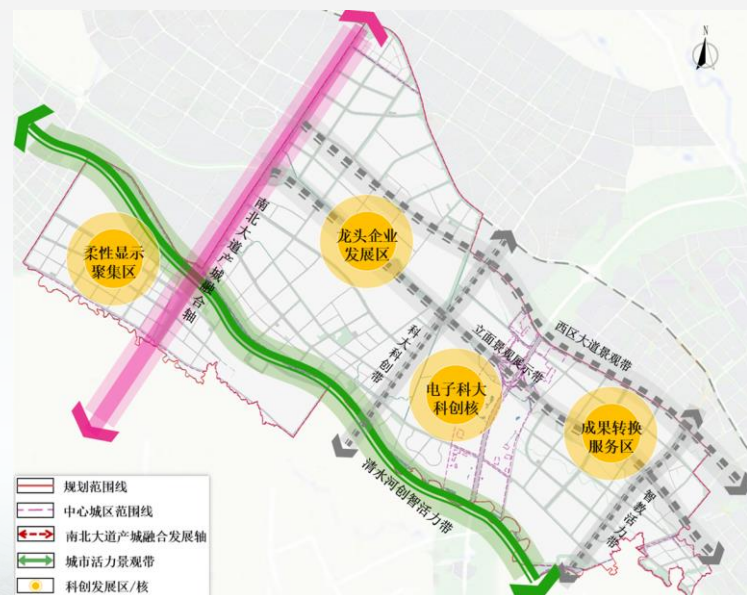 N
南北大道产城融合轴
柔性显示
聚集区
龙头企业
发展区
科大科创带
立面景观展示带
西区大道景观带
电子科大
科创核
成果转换
服务区
清水河创智活力带
智教活力带
规划范围线
中心城区范围线
南北大道产城融合发展轴
城市活力景观带
科创发展区/核